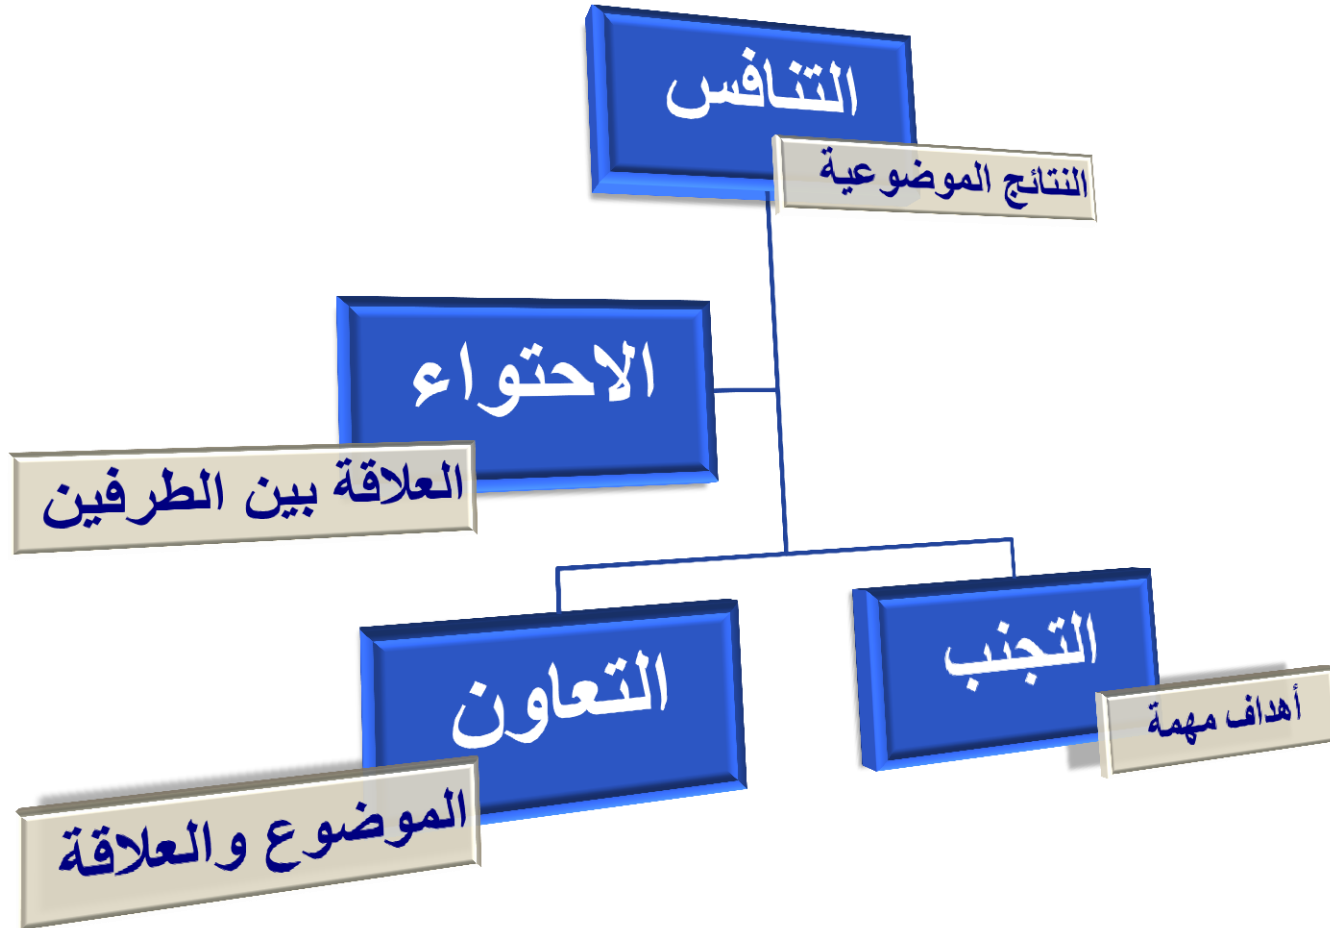 التنافس
النتائج الموضوعية
الاحتواء
العلاقة بين الطرفين
التجنب
أهداف مهمة
التعاون
الموضوع والعلاقة